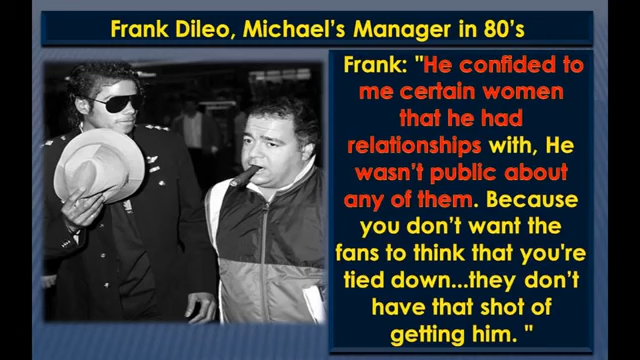 Frank Dileo, Michael's Manager in 80's
Frank: "He confided to
me certain women
that he had
relationships with, He
wasn't public about
any of them. Because
you don't want the
fans to think that you're
tied down...they don't
have that shot of
getting him. "